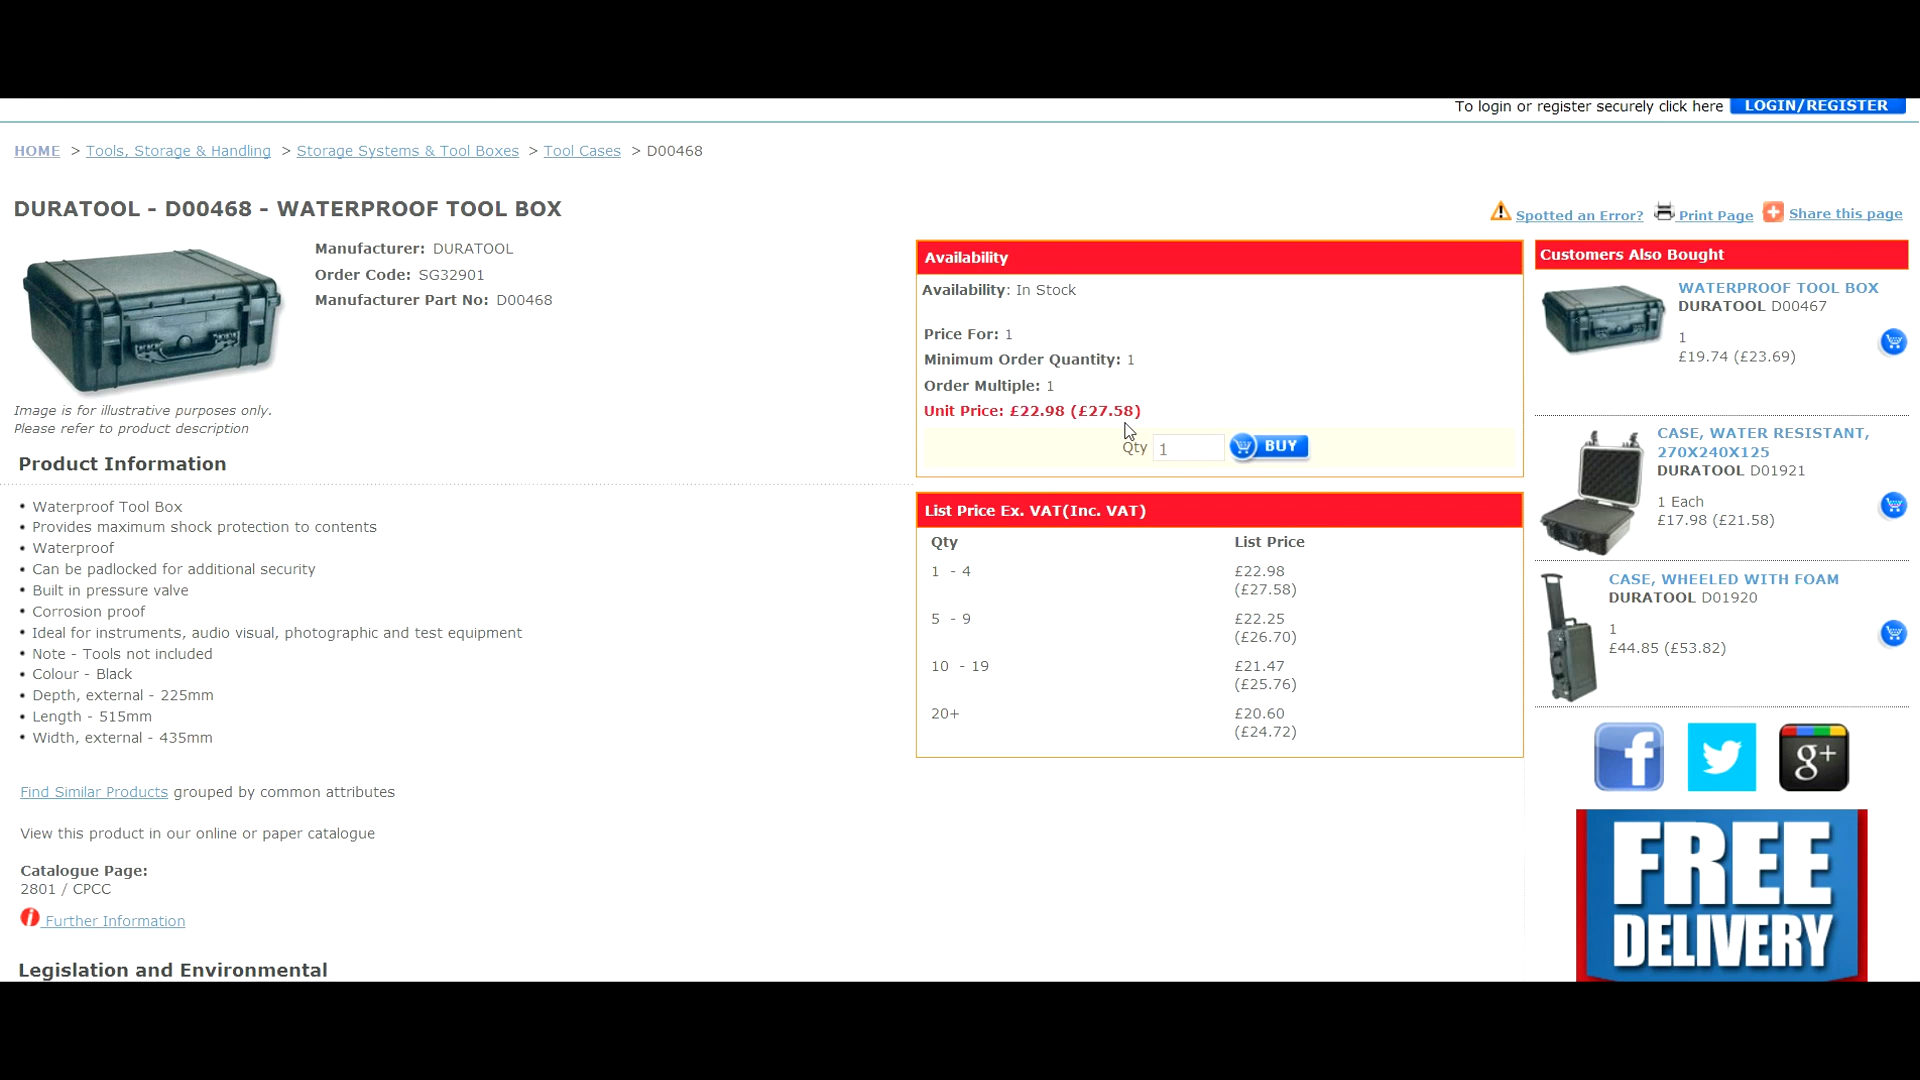 To login or register securely click here LOGIN/REGISTER
HOME > Tools, Storage & Handling > Storage Systems & Tool Boxes > Tool Cases > D00468
DURATOOL - D00468 - WATERPROOF TOOL BOX
Spotted an Error? Print Page Share this page
Manufacturer: DURATOOL
Order Code: SG32901
Manufacturer Part No: D00468
Image is for illustrative purposes only.
Please refer to product description
Product Information
• Waterproof Tool Box
• Provides maximum shock protection to contents
• Waterproof
• Can be padlocked for additional security
• Built in pressure valve
• Corrosion proof
• Ideal for instruments, audio visual, photographic and test equipment
• Note - Tools not included
• Colour - Black
• Depth, external - 225mm
• Length - 515mm
• Width, external - 435mm
Find Similar Products grouped by common attributes
View this product in our online or paper catalogue
Catalogue Page:
2801 / CPCC
Further Information
Legislation and Environmental
Availability
Availability: In Stock
Price For: 1
Minimum Order Quantity: 1
Order Multiple: 1
Unit Price: £22.98 (£27.58)
Qty 1 BUY
List Price Ex. VAT(Inc. VAT)
Qty List Price
1 - 4 £22.98
(£27.58)
5 - 9 £22.25
(£26.70)
10 - 19 £21.47
(£25.76)
20+ £20.60
(£24.72)
Customers Also Bought
WATERPROOF TOOL BOX
DURATOOL D00467
1
£19.74 (£23.69)
CASE, WATER RESISTANT,
270X240X125
DURATOOL D01921
1 Each
£17.98 (£21.58)
CASE, WHEELED WITH FOAM
DURATOOL D01920
1
£44.85 (£53.82)
f
g+
FREE
DELIVERY